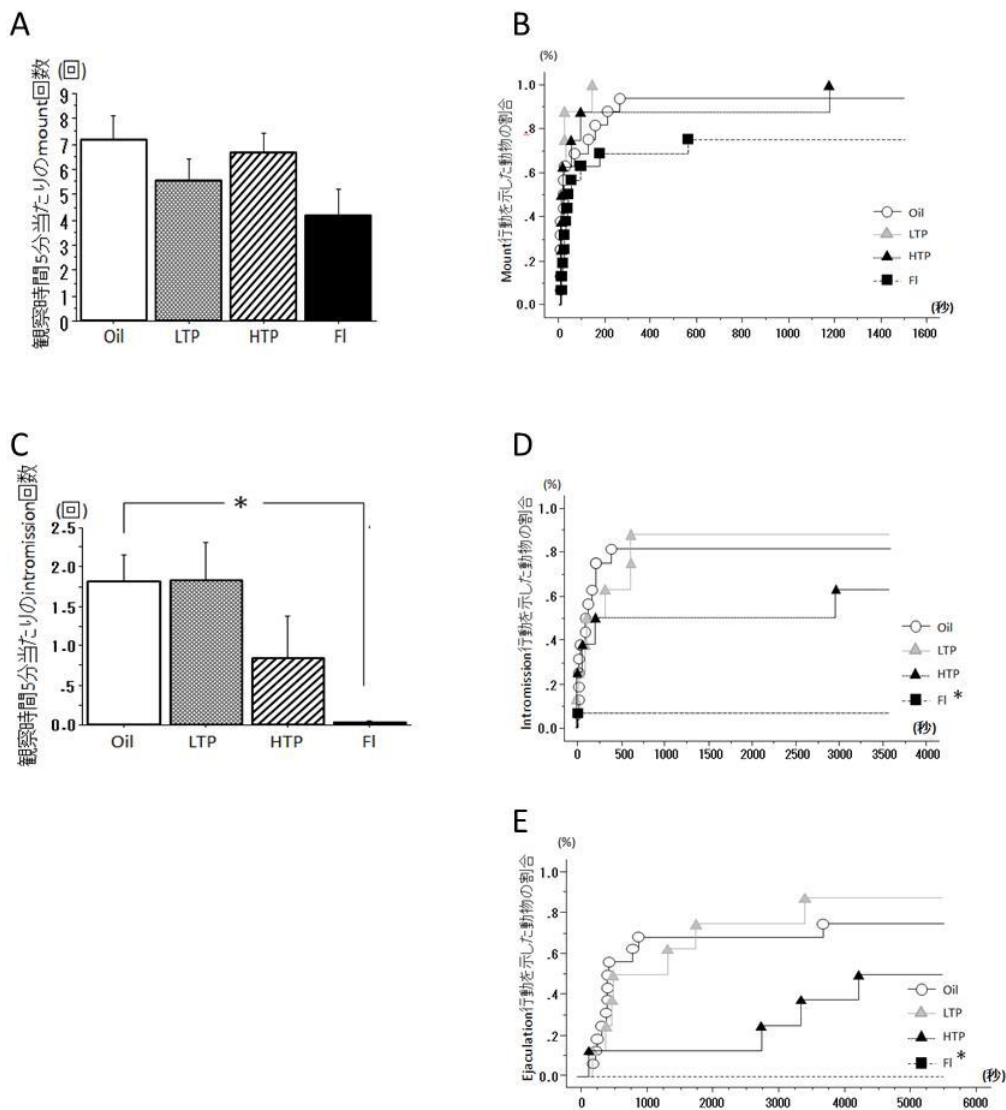 A
(回)
観察時間5分当たりのmount回数
9
8
7
6
5
4
3
2
1
0
Oil LTP HTP Fl
B
(%)
Mount行動を示した動物の割合
1.0
.8
.6
.4
.2
0.0
Oil
LTP
HTP
Fl
(秒)
0 200 400 600 800 1000 1200 1400 1600
C
(回)
観察時間5分当たりのintromission回数
*
2.5
2.0
1.5
1.0
.5
0.0
Oil LTP HTP Fl
D
(%)
Intromission行動を示した動物の割合
1.0
.8
.6
.4
.2
0.0
Oil
LTP
HTP
Fl *
(秒)
0 500 1000 1500 2000 2500 3000 3500 4000
E
(%)
Ejaculation行動を示した動物の割合
1.0
.8
.6
.4
.2
0.0
Oil
LTP
HTP
Fl *
(秒)
0 1000 2000 3000 4000 5000 6000